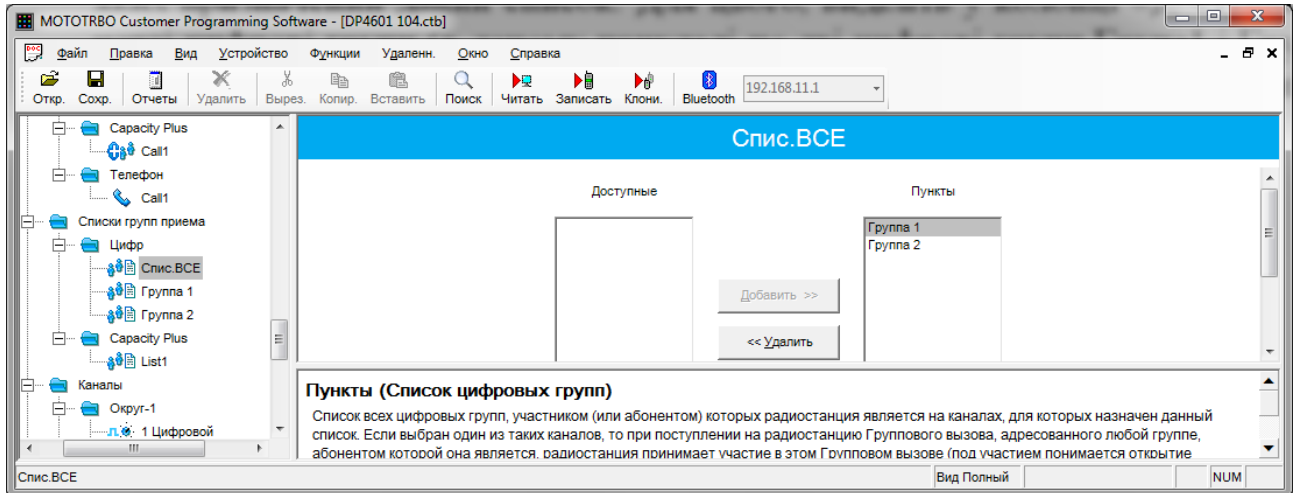 MOTOTRBO Customer Programming Software - [DP4601 104.ctb]
Файл Правка Вид Устройство Функции Удаленн. Окно Справка
Откр. Сохр. Отчеты Удалить Вырез. Копир. Вставить Поиск Читать Записать Клони. Bluetooth 192.168.11.1
Capacity Plus
Call1
Телефон
Call1
Списки групп приема
Цифр
Спис.ВСЕ
Группа 1
Группа 2
Capacity Plus
List1
Каналы
Округ-1
1 Цифровой
Спис.ВСЕ
Доступные Пункты
Группа 1
Группа 2
Добавить >>
<< Удалить
Пункты (Список цифровых групп)
Список всех цифровых групп, участником (или абонентом) которых радиостанция является на каналах, для которых назначен данный
список. Если выбран один из таких каналов, то при поступлении на радиостанцию Группового вызова, адресованного любой группе,
абонентом которой она является, радиостанция принимает участие в этом Групповом вызове (под участием понимается открытие
Спис.ВСЕ Вид Полный NUM